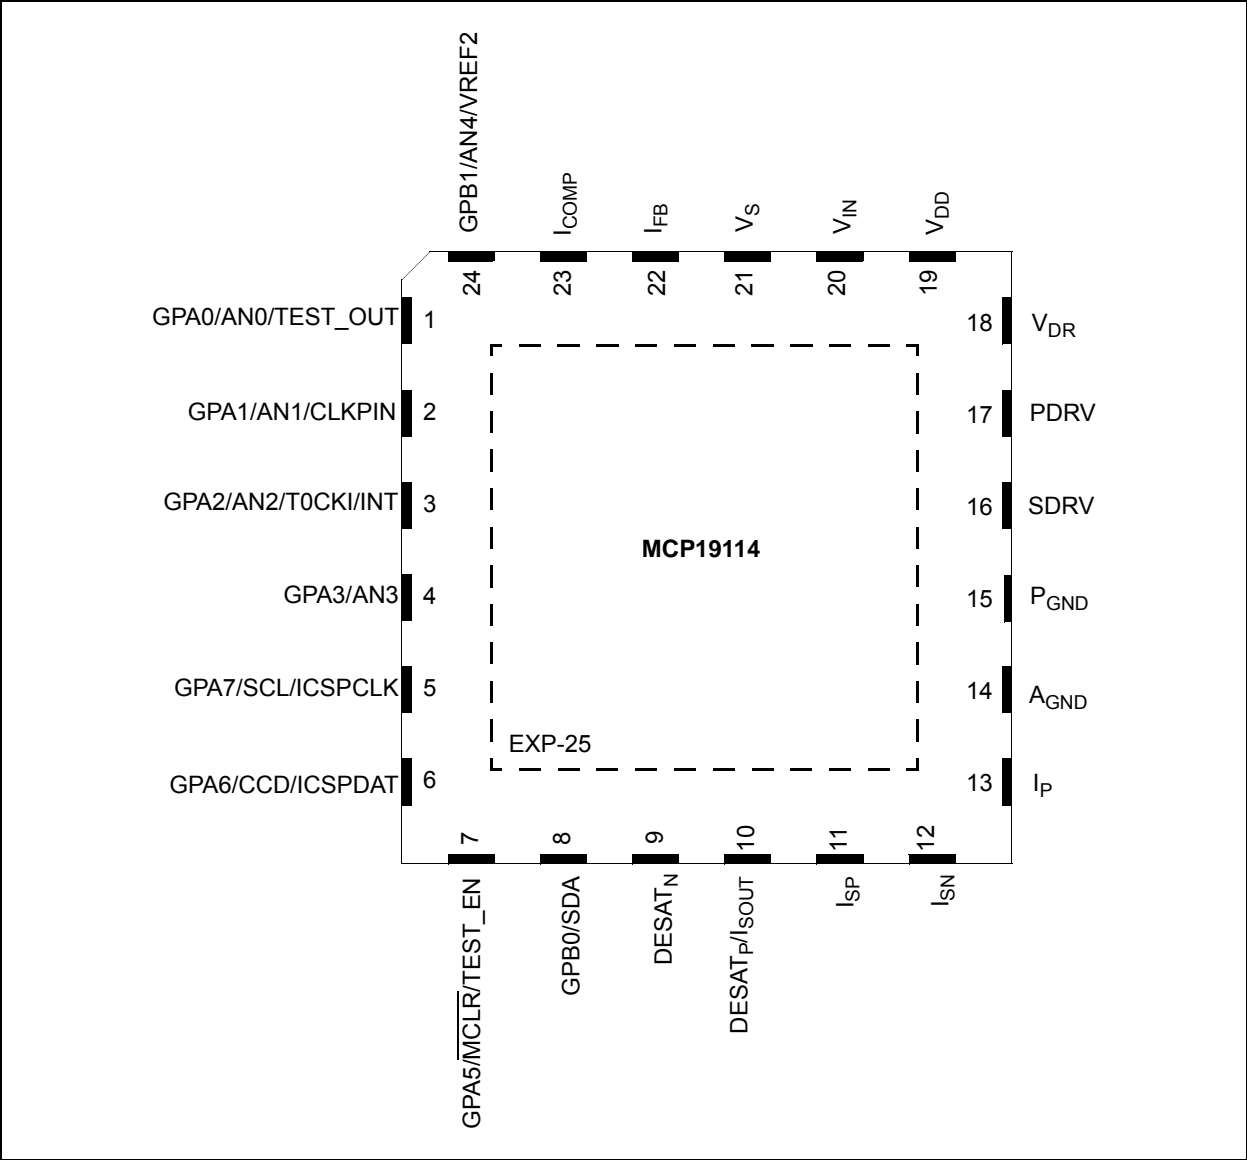 GPB1/AN4/VREF2
ICOMP
IFB
VS
VIN
VDD
24
23
22
21
20
19
GPA0/AN0/TEST_OUT 1
18 VDR
GPA1/AN1/CLKPIN 2
17 PDRV
GPA2/AN2/T0CKI/INT 3
16 SDRV
MCP19114
GPA3/AN3 4
15 PGND
GPA7/SCL/ICSPCLK 5
14 AGND
EXP-25
GPA6/CCD/ICSPDAT 6
13 IP
7
8
9
10
11
12
GPA5/MCLR/TEST_EN
GPB0/SDA
DESATN
DESATP/ISOUT
ISP
ISN